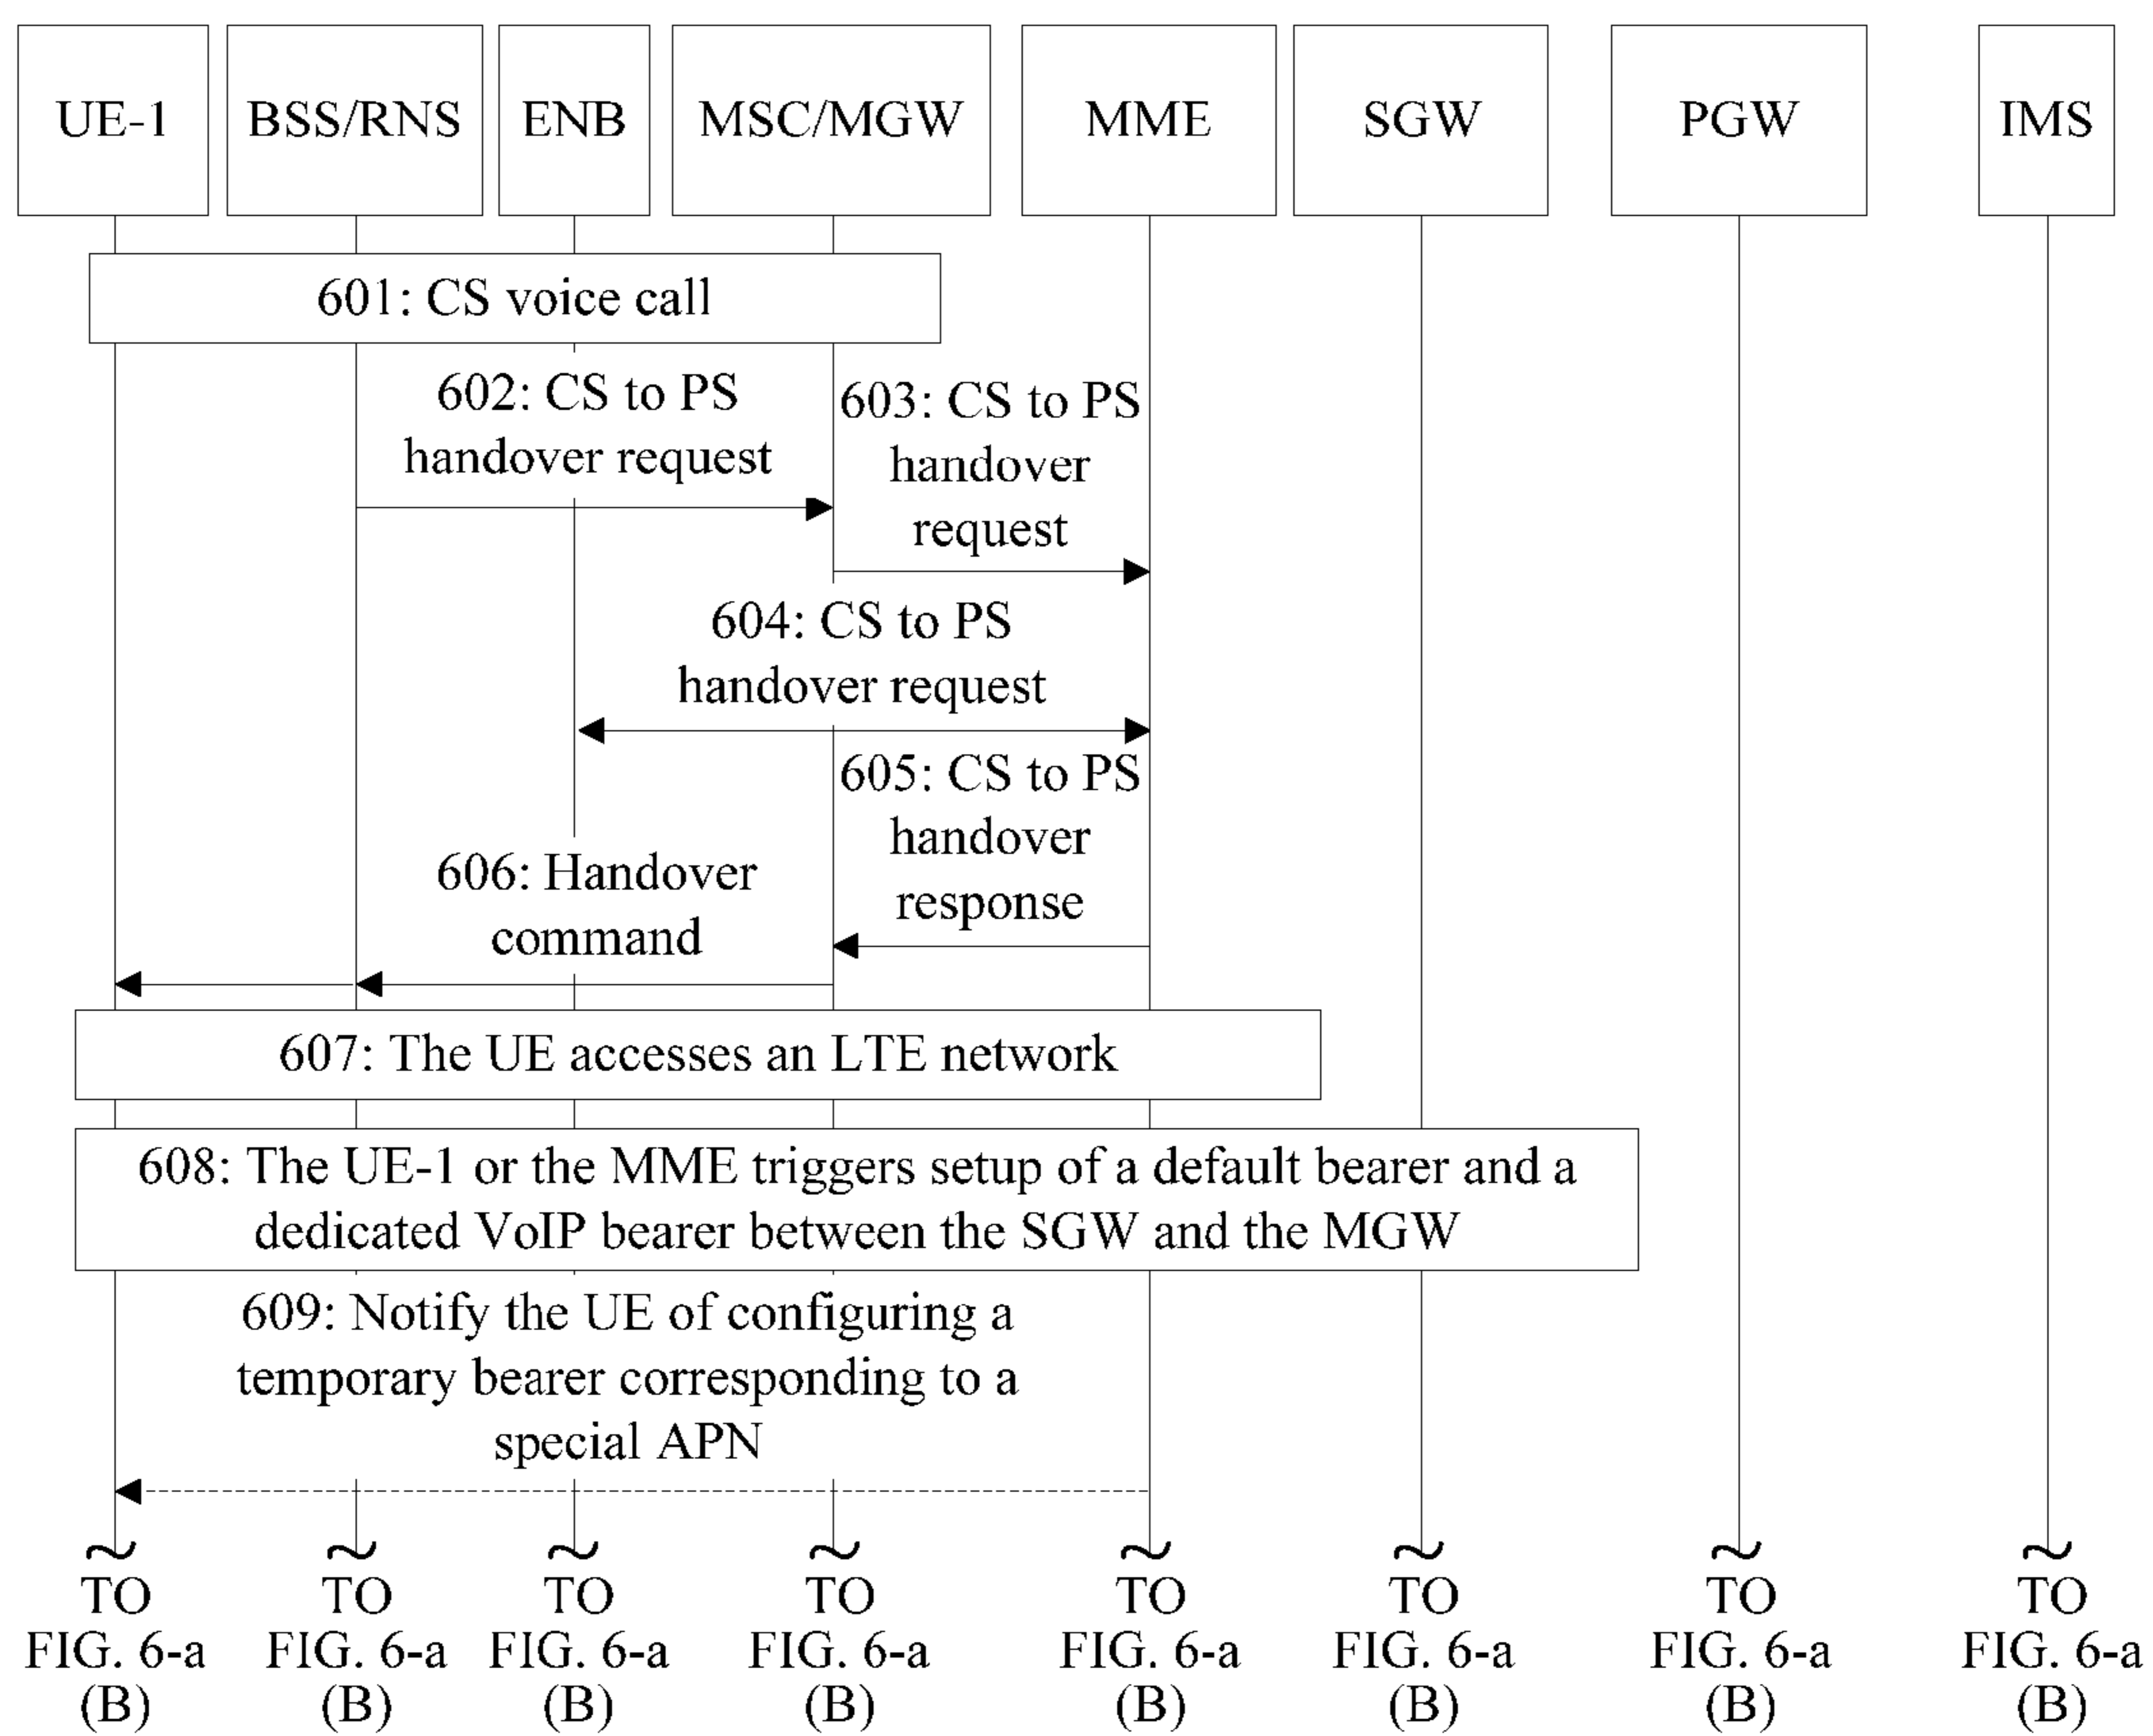 UE-1
BSS/RNS
ENB
MSC/MGW
MME
SGW
PGW
IMS
601: CS voice call
602: CS to PS
handover request
603: CS to PS
handover
request
604: CS to PS
handover request
605: CS to PS
handover
response
606: Handover
command
607: The UE accesses an LTE network
608: The UE-1 or the MME triggers setup of a default bearer and a
dedicated VoIP bearer between the SGW and the MGW
609: Notify the UE of configuring a
temporary bearer corresponding to a
special APN
TO
FIG. 6-a
(B)
TO
FIG. 6-a
(B)
TO
FIG. 6-a
(B)
TO
FIG. 6-a
(B)
TO
FIG. 6-a
(B)
TO
FIG. 6-a
(B)
TO
FIG. 6-a
(B)
TO
FIG. 6-a
(B)